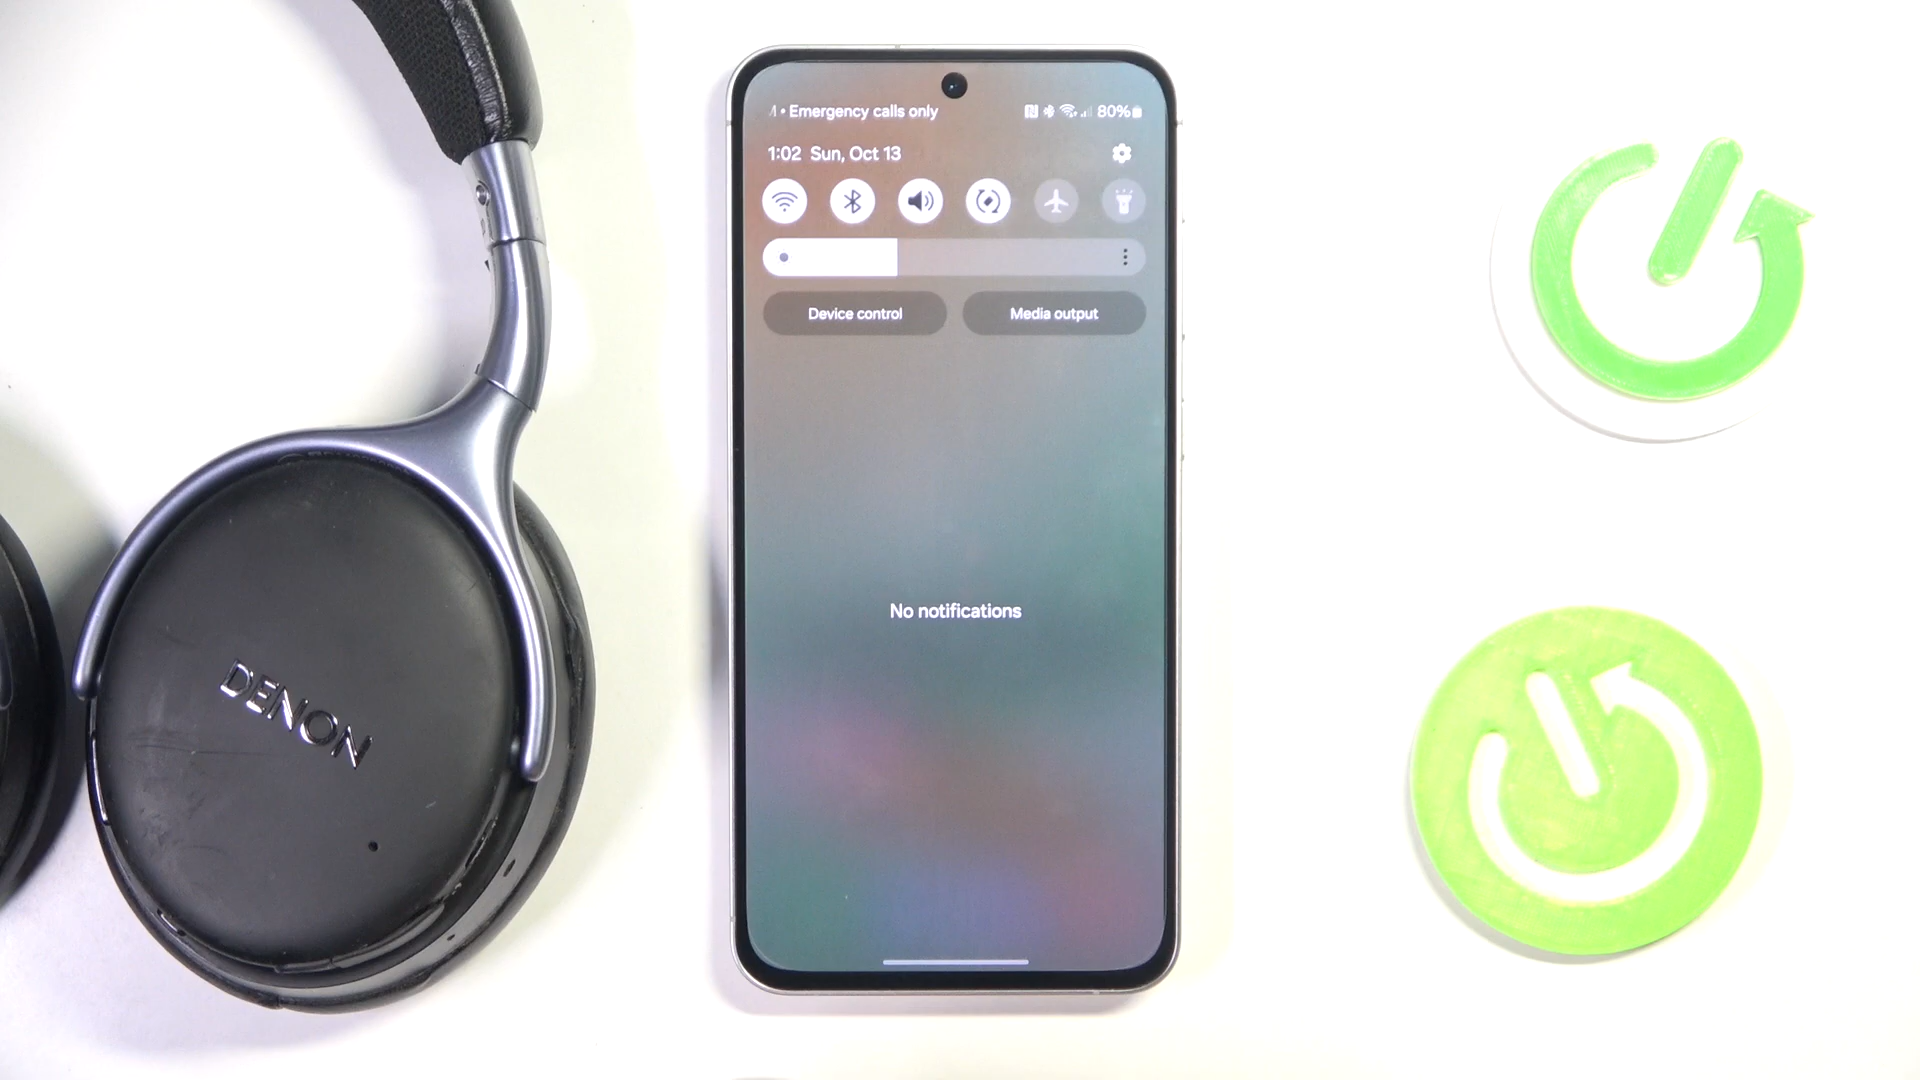 • Emergency calls only 80%
1:02 Sun, Oct 13
Device control Media output
No notifications
DENON